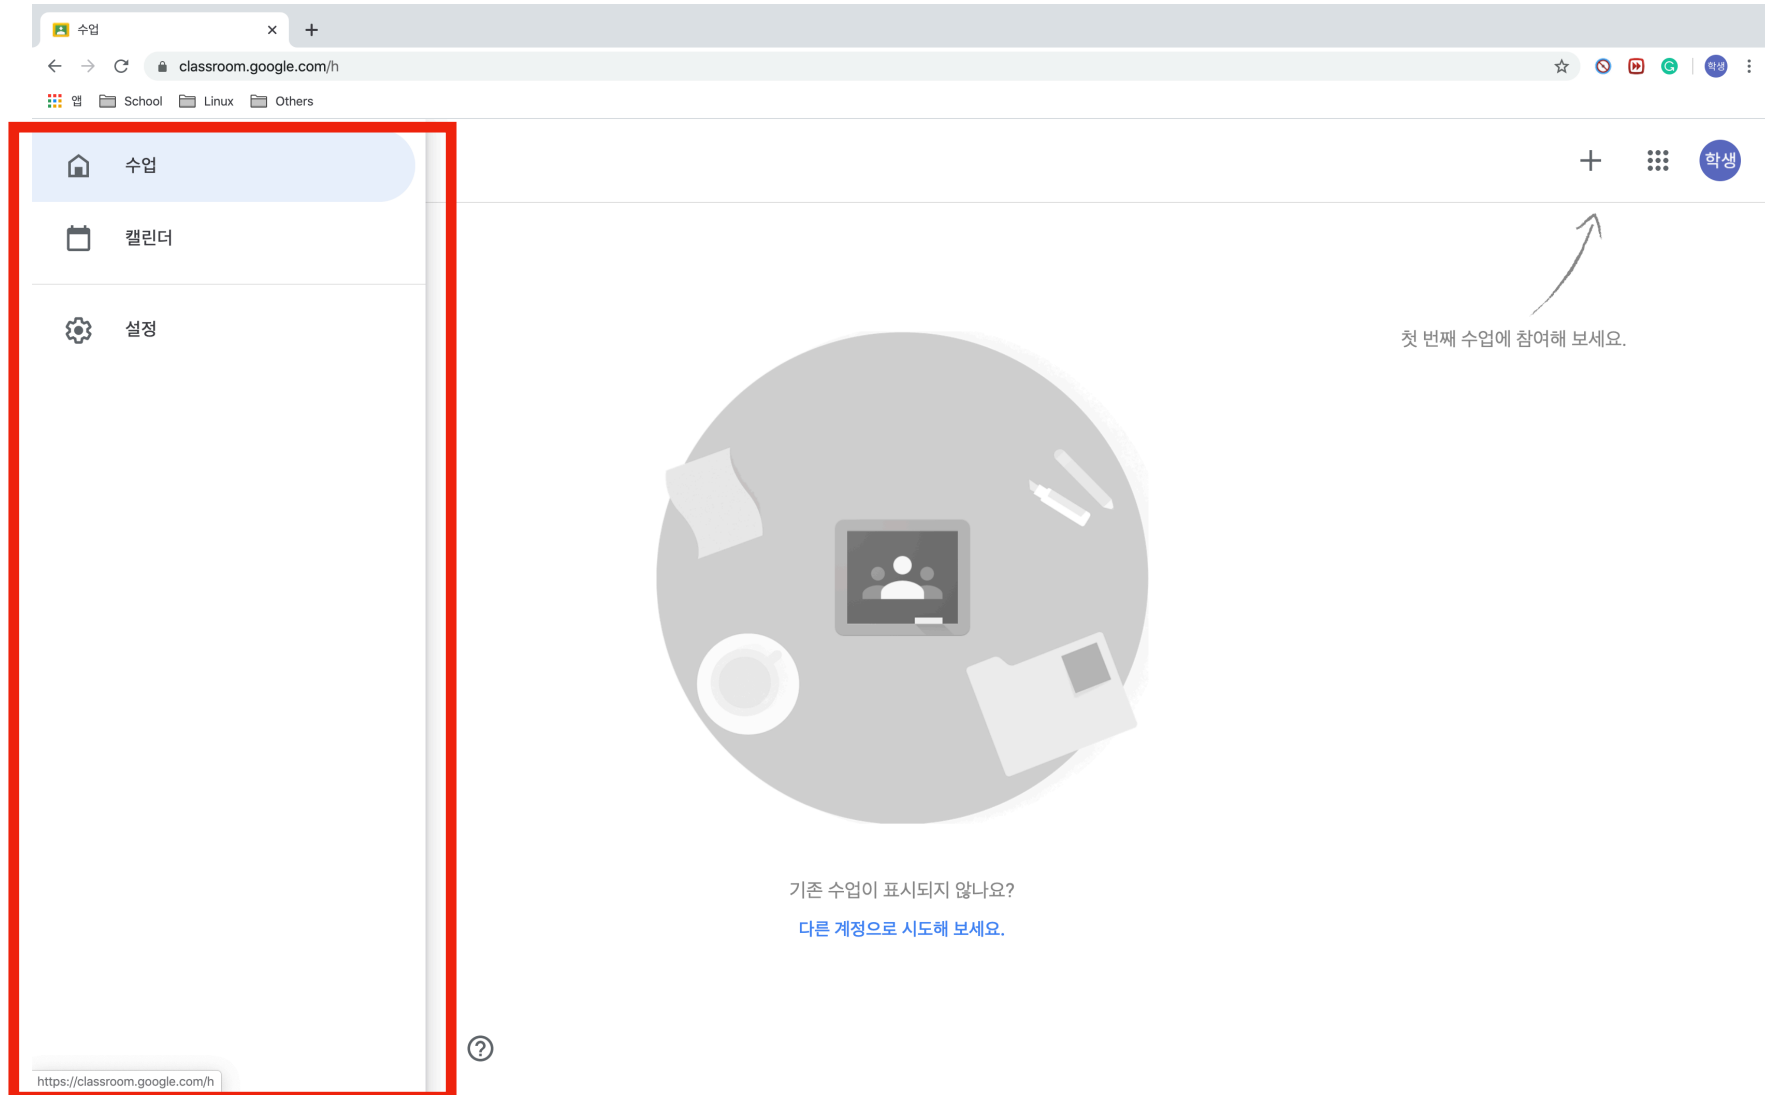 수업
classroom.google.com/h
학생
앱 School Linux Others
수업
캘린더
설정
학생
첫 번째 수업에 참여해 보세요.
기존 수업이 표시되지 않나요?
다른 계정으로 시도해 보세요.
https://classroom.google.com/h